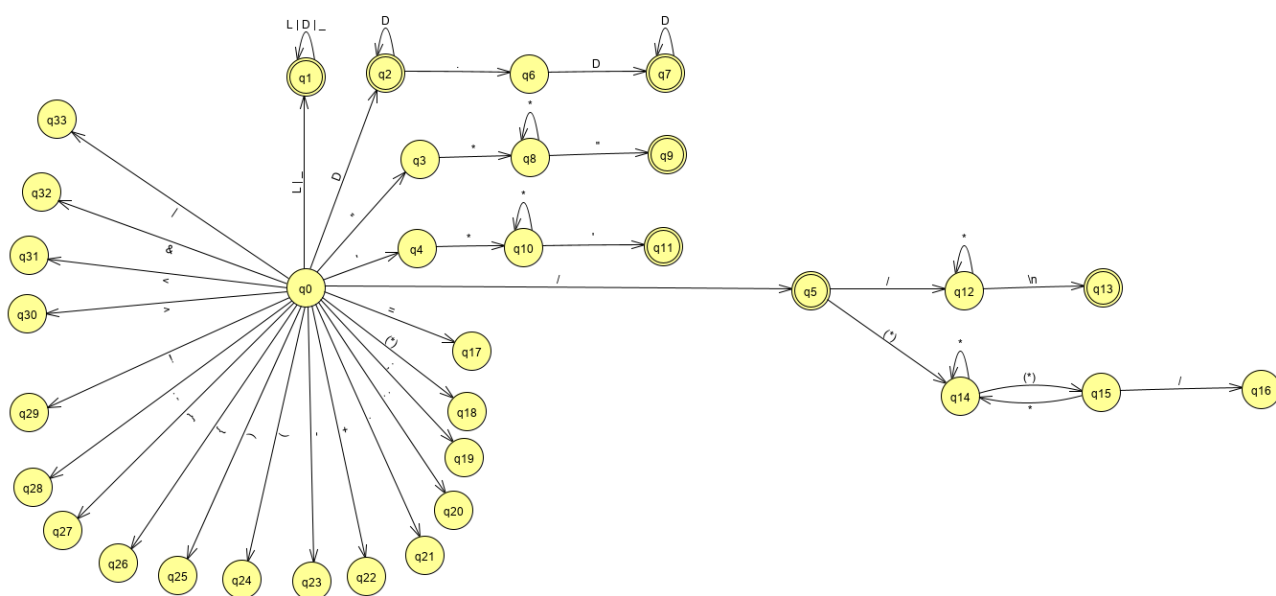 L | D | _
D
D
q1
q2
.
q6
D
q7
*
q33
q3
*
q8
"
q9
L |_
D
"
*
q32
/
q4
*
q10
'
q11
'
&
q31
<
q0
/
q5
/
q12
*
\n
q13
q30
>
=
q17
(*)
(*)
*
q14
(*)
*
q15
/
q16
!
q29
q18
;
}
{
)
(
-
+
.
q19
q28
q20
q27
q21
q26
q25
q24
q23
q22